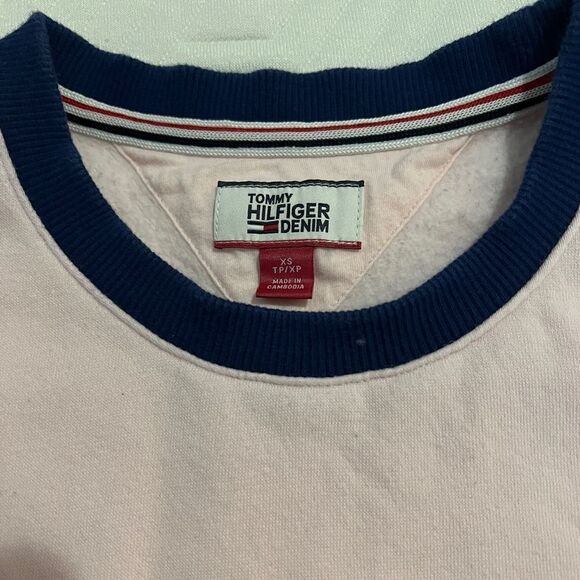 TOMMY
HILFIGER
DENIM
XS
TP/XP
MADE IN
CAMBODIA